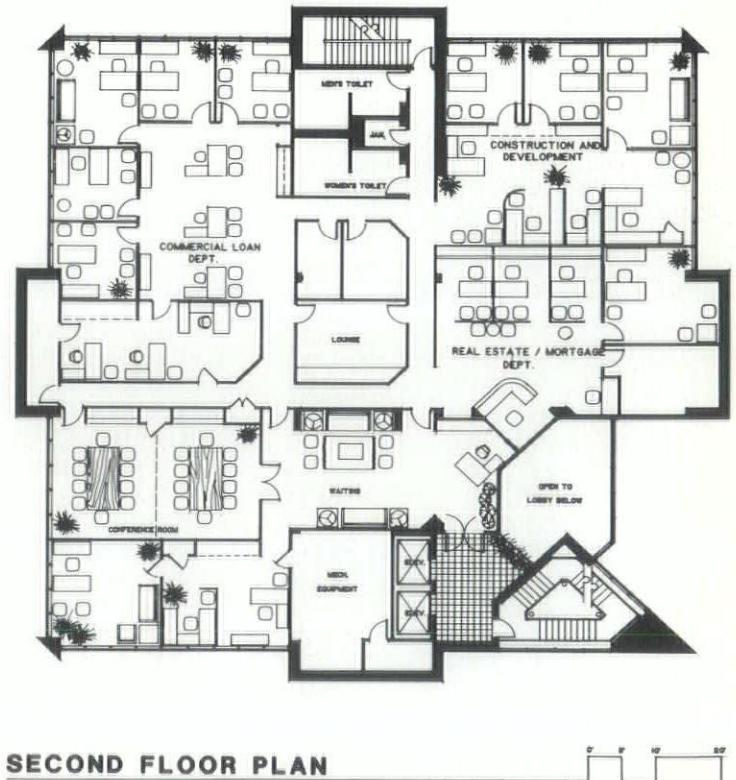 MEN'S TOILET
JAN.
WOMEN'S TOILET
CONSTRUCTION AND
DEVELOPMENT
COMMERCIAL LOAN
DEPT.
LOUNGE
REAL ESTATE / MORTGAGE
DEPT.
WAITING
OPEN TO
LOBBY BELOW
CONFERENCE ROOM
MECH.
EQUIPMENT
ELEV.
ELEV.
SECOND FLOOR PLAN
0' 5' 10' 20'